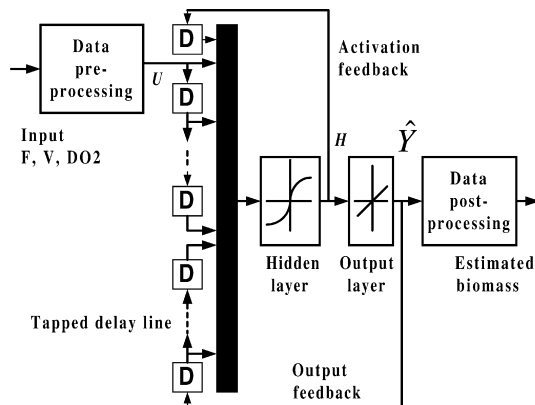 D
Data
pre-
processing
U
Activation
feedback
D
Input
F, V, DO2
H
Ŷ
D
Data
post-
processing
Hidden
layer
Output
layer
Estimated
biomass
D
Tapped delay line
D
Output
feedback